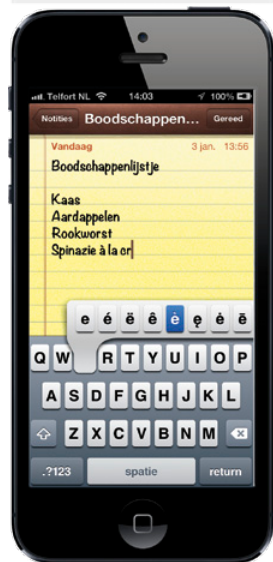 Telfort NL 14:03 100%
Notities Boodschappen... Gereed
Vandaag 3 jan. 13:56
Boodschappenlijstje
Kaas
Aardappelen
Rookworst
Spinazie à la cr
e é ë ê è ę ė ē
Q W R T Y U I O P
A S D F G H J K L
Z X C V B N M
.?123 spatie return